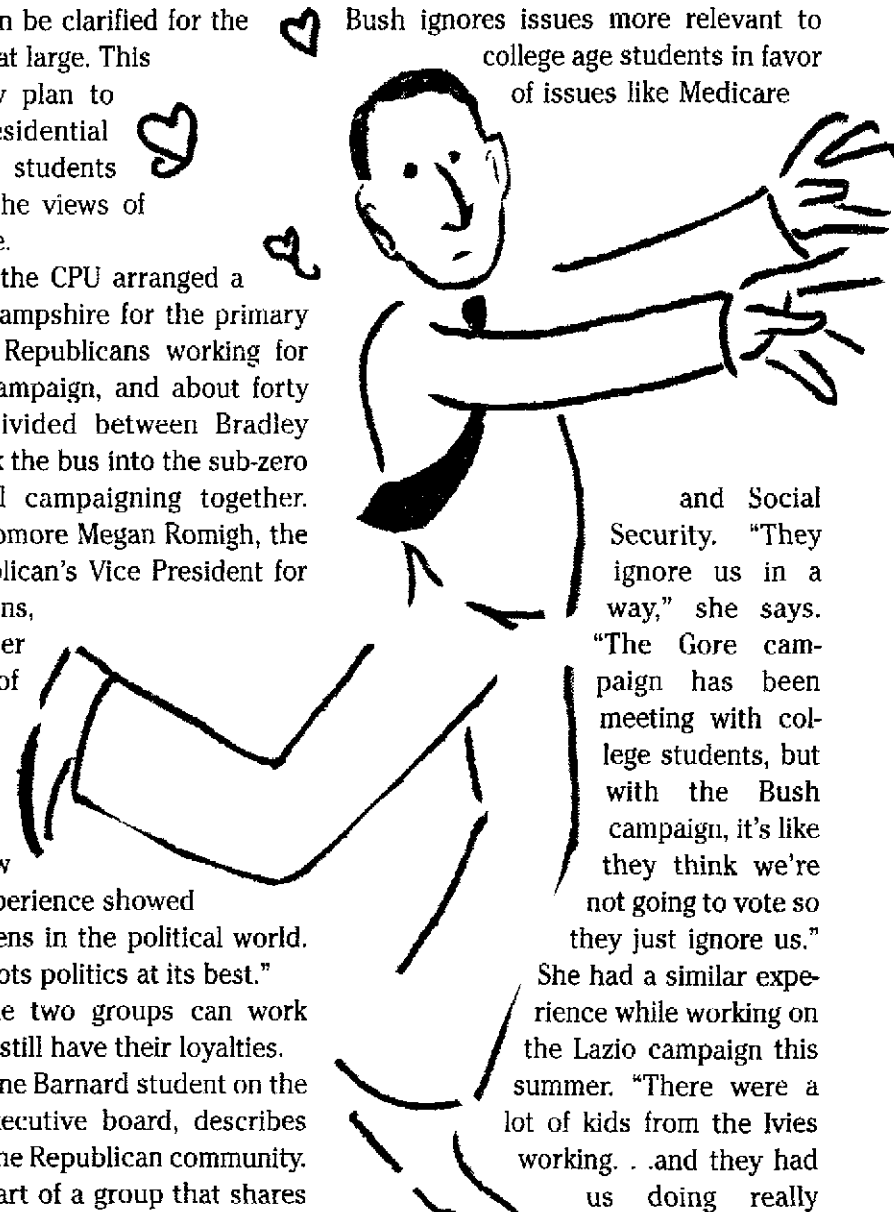 n be clarified for the
at large. This
plan to
esidential
students
he views of
e.
the CPU arranged a
ampshire for the primary
Republicans working for
ampaign, and about forty
ivided between Bradley
k the bus into the sub-zero
l campaigning together.
omore Megan Romigh, the
blican's Vice President for
ns,
er
of
w
perience showed
ens in the political world.
ots politics at its best."
e two groups can work
still have their loyalties.
ne Barnard student on the
xecutive board, describes
he Republican community.
art of a group that shares
Bush ignores issues more relevant to
college age students in favor
of issues like Medicare
and Social
Security. "They
ignore us in a
way," she says.
"The Gore cam-
paign has been
meeting with col-
lege students, but
with the Bush
campaign, it's like
they think we're
not going to vote so
they just ignore us."
She had a similar expe-
rience while working on
the Lazio campaign this
summer. "There were a
lot of kids from the Ivies
working. . .and they had
us doing really